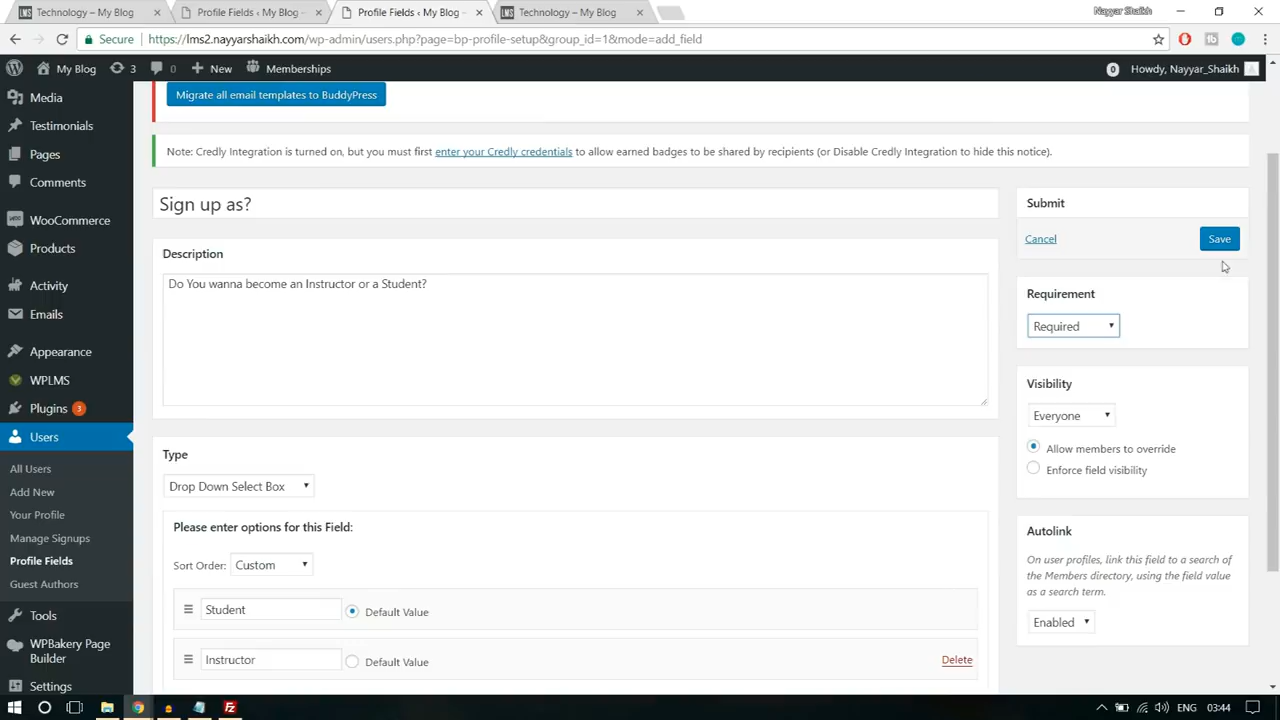 Technology – My Blog
Profile Fields ‹ My Blog –
Profile Fields ‹ My Blog –
Technology – My Blog
Nayyar Shaikh
Secure
https://lms2.nayyarshaikh.com/wp-admin/users.php?page=bp-profile-setup&group_id=1&mode=add_field
My Blog
3
0
New
Memberships
0
Howdy, Nayyar_Shaikh
Media
Testimonials
Pages
Comments
WooCommerce
Products
Activity
Emails
Appearance
WPLMS
Plugins 3
Users
All Users
Add New
Your Profile
Manage Signups
Profile Fields
Guest Authors
Tools
WPBakery Page
Builder
Settings
Migrate all email templates to BuddyPress
Note: Credly Integration is turned on, but you must first enter your Credly credentials to allow earned badges to be shared by recipients (or Disable Credly Integration to hide this notice).
Sign up as?
Description
Do You wanna become an Instructor or a Student?
Type
Drop Down Select Box
Please enter options for this Field:
Sort Order: Custom
Student
Default Value
Instructor
Default Value
Delete
Submit
Cancel
Save
Requirement
Required
Visibility
Everyone
Allow members to override
Enforce field visibility
Autolink
On user profiles, link this field to a search of
the Members directory, using the field value
as a search term.
Enabled
ENG
03:44